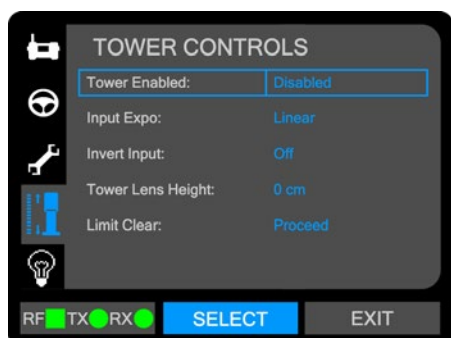 TOWER CONTROLS
Tower Enabled: Disabled
Input Expo: Linear
Invert Input: Off
Tower Lens Height: 0 cm
Limit Clear: Proceed
RF TX RX SELECT EXIT